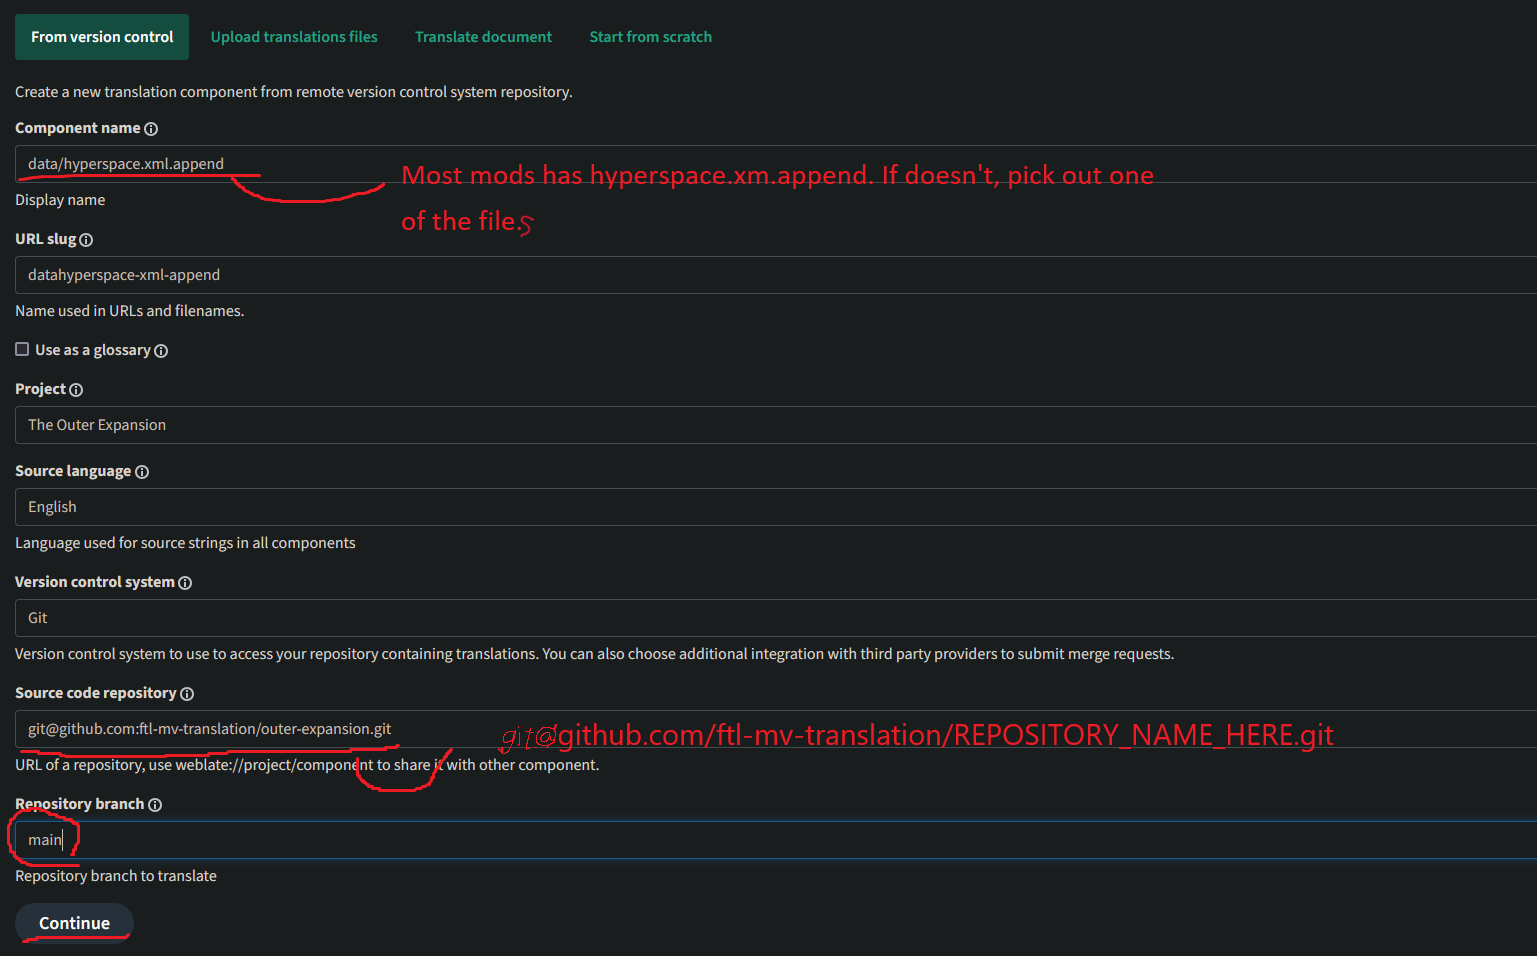 From version control Upload translations files Translate document Start from scratch
Create a new translation component from remote version control system repository.
Component name
data/hyperspace.xml.append
Most mods has hyperspace.xm.append. If doesn't, pick out one
of the file.s
Display name
URL slug
datahyperspace-xml-append
Name used in URLs and filenames.
Use as a glossary
Project
The Outer Expansion
Source language
English
Language used for source strings in all components
Version control system
Git
Version control system to use to access your repository containing translations. You can also choose additional integration with third party providers to submit merge requests.
Source code repository
git@github.com:ftl-mv-translation/outer-expansion.git
git@github.com/ftl-mv-translation/REPOSITORY_NAME_HERE.git
URL of a repository, use weblate://project/component to share it with other component.
Repository branch
main
Repository branch to translate
Continue